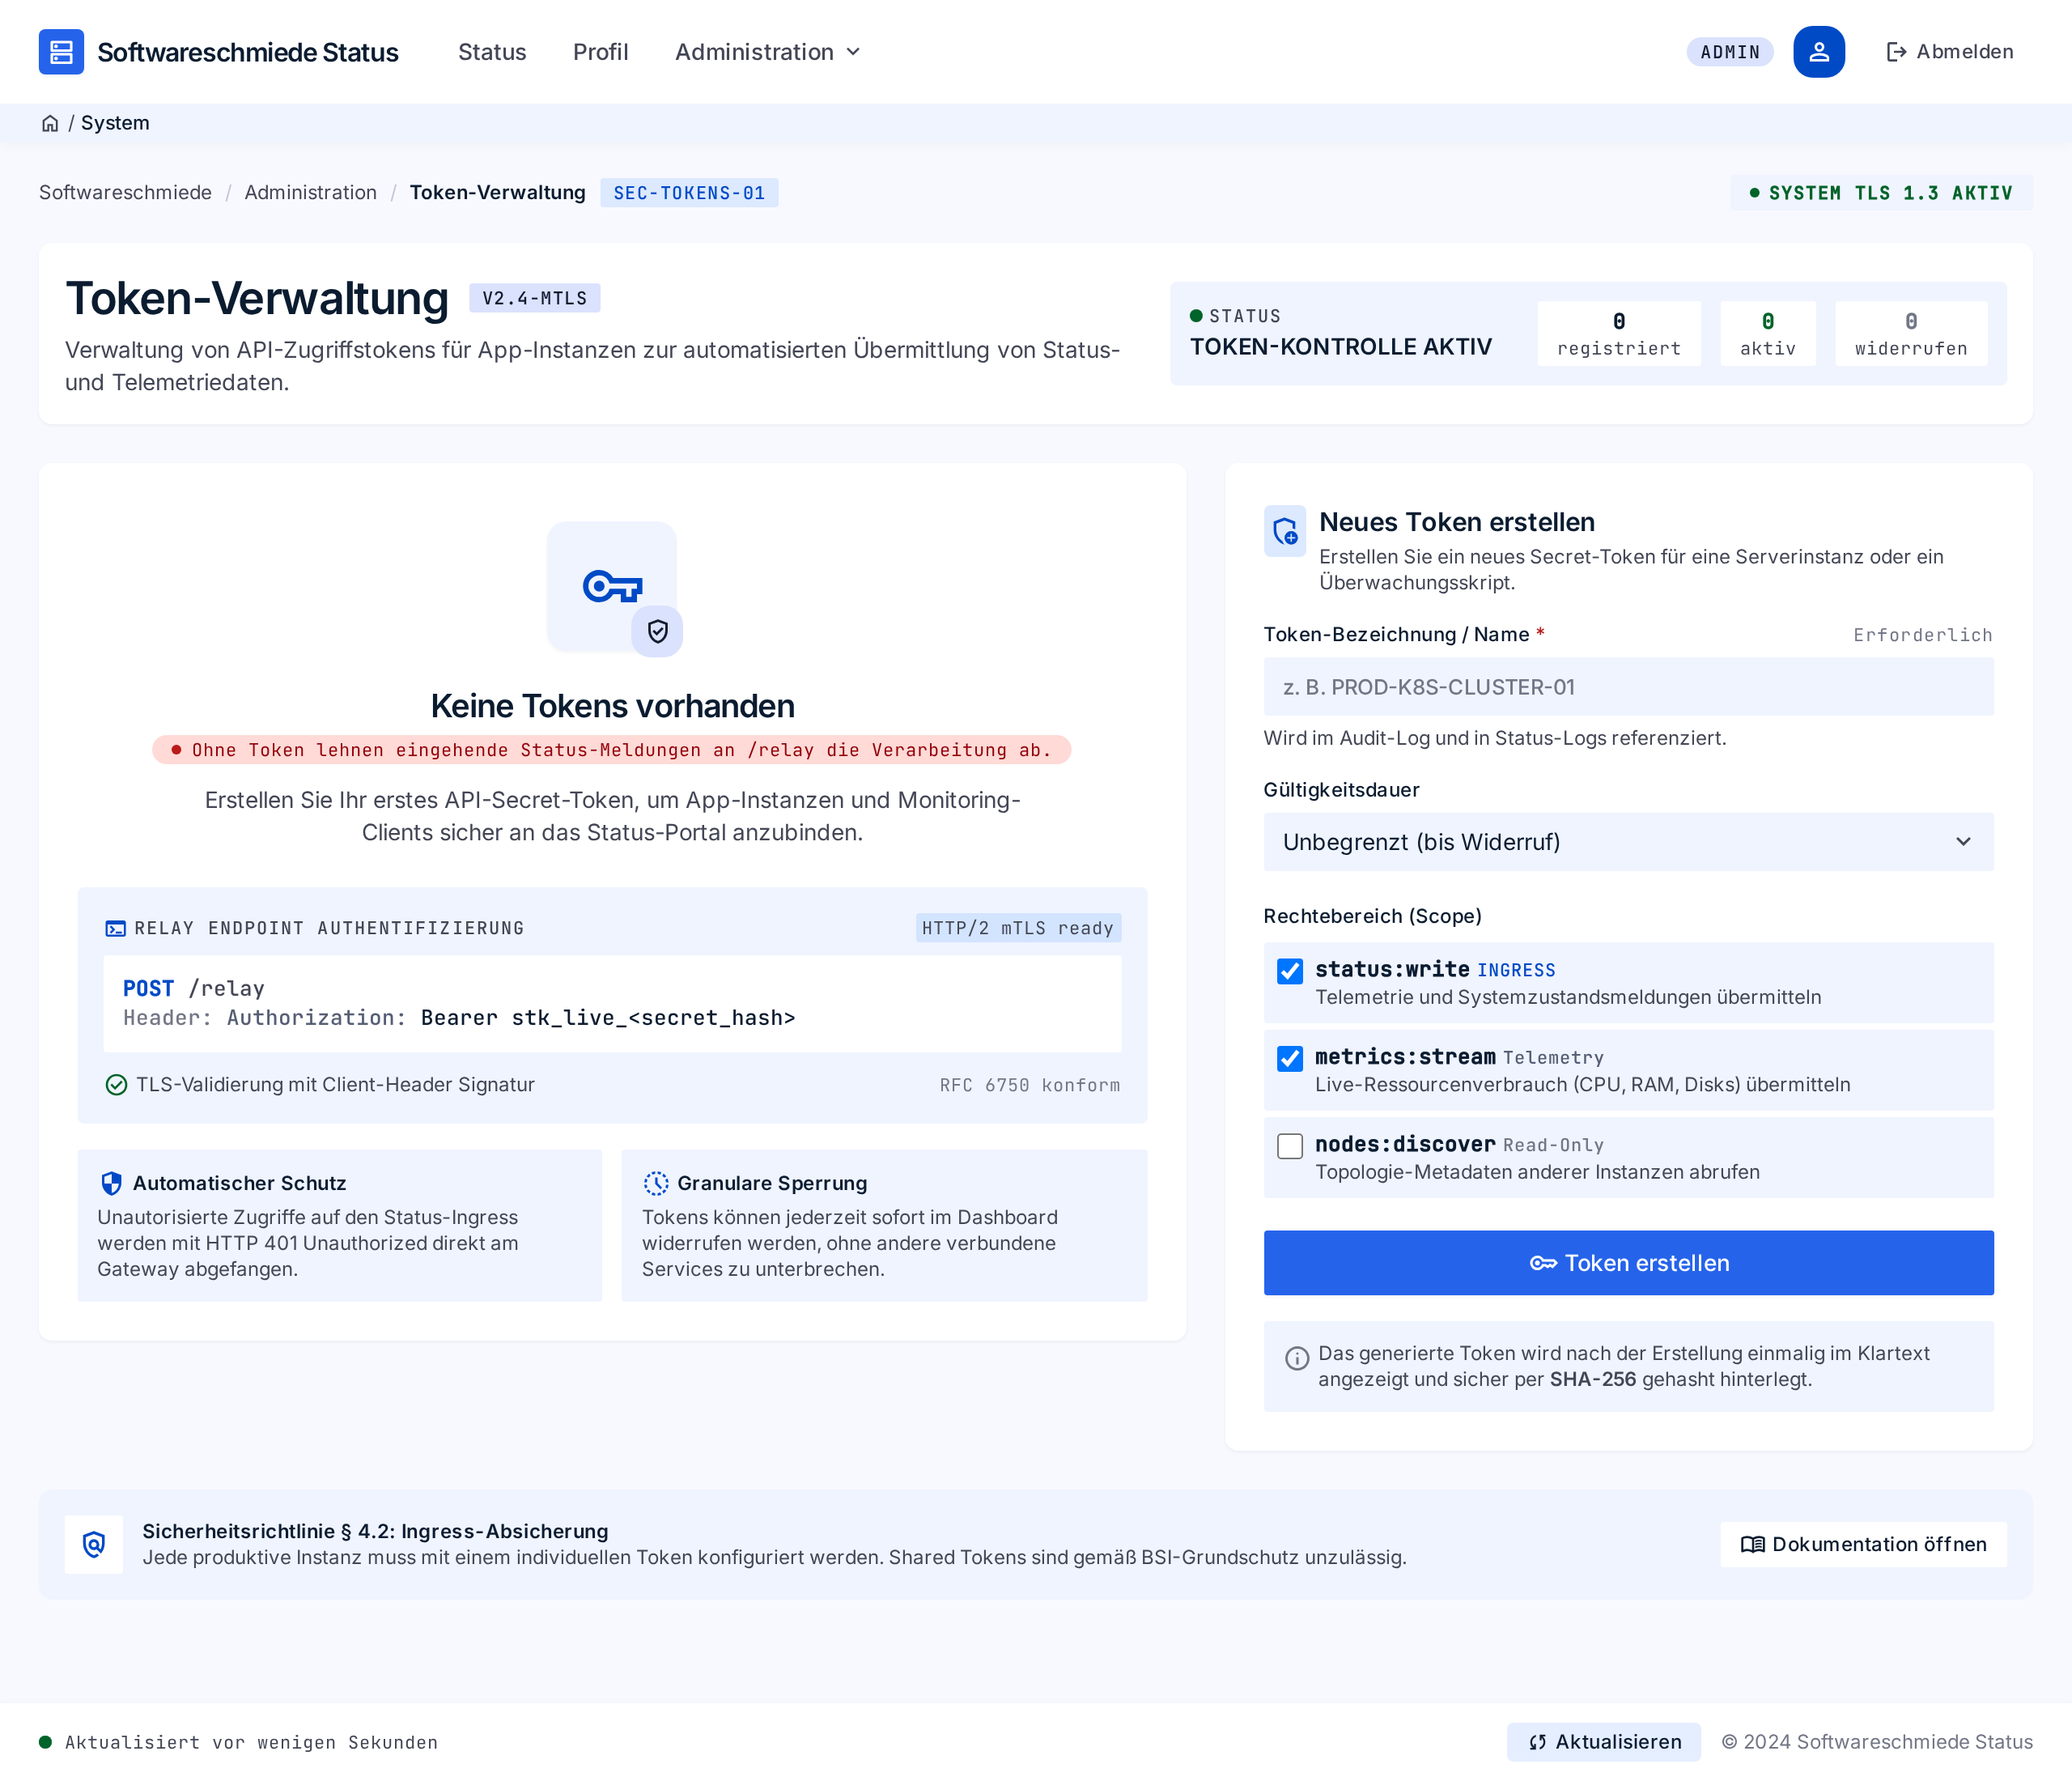 Softwareschmiede Status
Status
Profil
Administration
ADMIN
Abmelden
/ System
Softwareschmiede / Administration / Token-Verwaltung SEC-TOKENS-01
SYSTEM TLS 1.3 AKTIV
Token-Verwaltung V2.4-MTLS
Verwaltung von API-Zugriffstokens für App-Instanzen zur automatisierten Übermittlung von Status-
und Telemetriedaten.
STATUS
TOKEN-KONTROLLE AKTIV
0
registriert
0
aktiv
0
widerrufen
Keine Tokens vorhanden
Ohne Token lehnen eingehende Status-Meldungen an /relay die Verarbeitung ab.
Erstellen Sie Ihr erstes API-Secret-Token, um App-Instanzen und Monitoring-
Clients sicher an das Status-Portal anzubinden.
RELAY ENDPOINT AUTHENTIFIZIERUNG
HTTP/2 mTLS ready
POST /relay
Header: Authorization: Bearer stk_live_<secret_hash>
TLS-Validierung mit Client-Header Signatur
RFC 6750 konform
Automatischer Schutz
Unautorisierte Zugriffe auf den Status-Ingress
werden mit HTTP 401 Unauthorized direkt am
Gateway abgefangen.
Granulare Sperrung
Tokens können jederzeit sofort im Dashboard
widerrufen werden, ohne andere verbundene
Services zu unterbrechen.
Neues Token erstellen
Erstellen Sie ein neues Secret-Token für eine Serverinstanz oder ein
Überwachungsskript.
Token-Bezeichnung / Name *
Erforderlich
z. B. PROD-K8S-CLUSTER-01
Wird im Audit-Log und in Status-Logs referenziert.
Gültigkeitsdauer
Unbegrenzt (bis Widerruf)
Rechtebereich (Scope)
status:write INGRESS
Telemetrie und Systemzustandsmeldungen übermitteln
metrics:stream Telemetry
Live-Ressourcenverbrauch (CPU, RAM, Disks) übermitteln
nodes:discover Read-Only
Topologie-Metadaten anderer Instanzen abrufen
Token erstellen
Das generierte Token wird nach der Erstellung einmalig im Klartext
angezeigt und sicher per SHA-256 gehasht hinterlegt.
Sicherheitsrichtlinie § 4.2: Ingress-Absicherung
Jede produktive Instanz muss mit einem individuellen Token konfiguriert werden. Shared Tokens sind gemäß BSI-Grundschutz unzulässig.
Dokumentation öffnen
Aktualisiert vor wenigen Sekunden
Aktualisieren
© 2024 Softwareschmiede Status